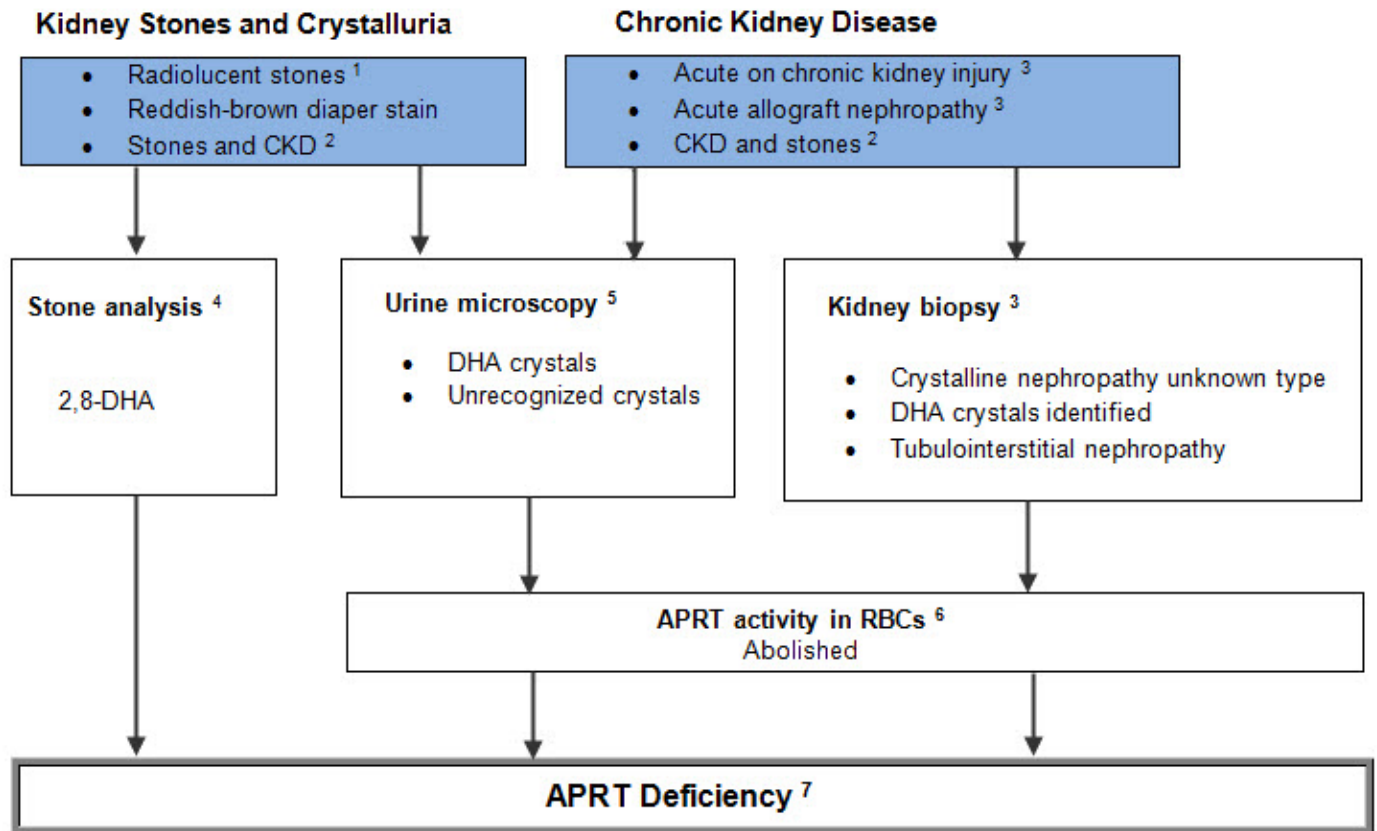 Kidney Stones and Crystalluria
• Radiolucent stones 1
• Reddish-brown diaper stain
• Stones and CKD 2
Chronic Kidney Disease
• Acute on chronic kidney injury 3
• Acute allograft nephropathy 3
• CKD and stones 2
Stone analysis 4
2,8-DHA
Urine microscopy 5
• DHA crystals
• Unrecognized crystals
Kidney biopsy 3
• Crystalline nephropathy unknown type
• DHA crystals identified
• Tubulointerstitial nephropathy
APRT activity in RBCs 6
Abolished
APRT Deficiency 7